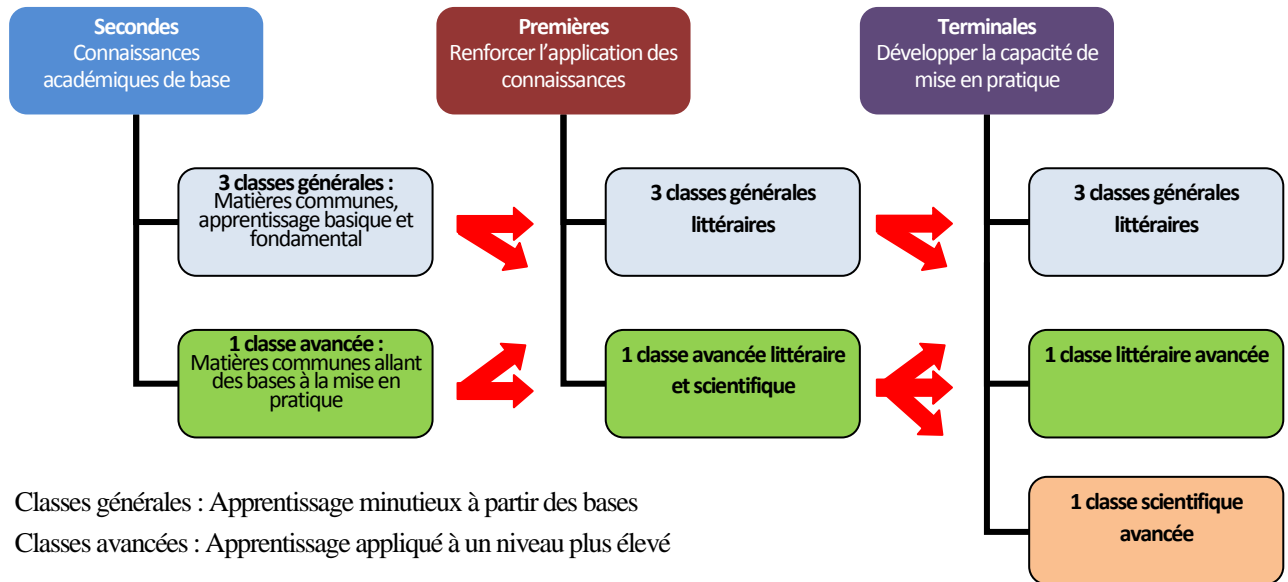 Secondes
Connaissances
académiques de base
Premières
Renforcer l'application des
connaissances
Terminales
Développer la capacité de
mise en pratique
3 classes générales :
Matières communes,
apprentissage basique et
fondamental
3 classes générales
littéraires
3 classes générales
littéraires
1 classe avancée :
Matières communes allant
des bases à la mise en
pratique
1 classe avancée littéraire
et scientifique
1 classe littéraire avancée
1 classe scientifique
avancée
Classes générales : Apprentissage minutieux à partir des bases
Classes avancées : Apprentissage appliqué à un niveau plus élevé